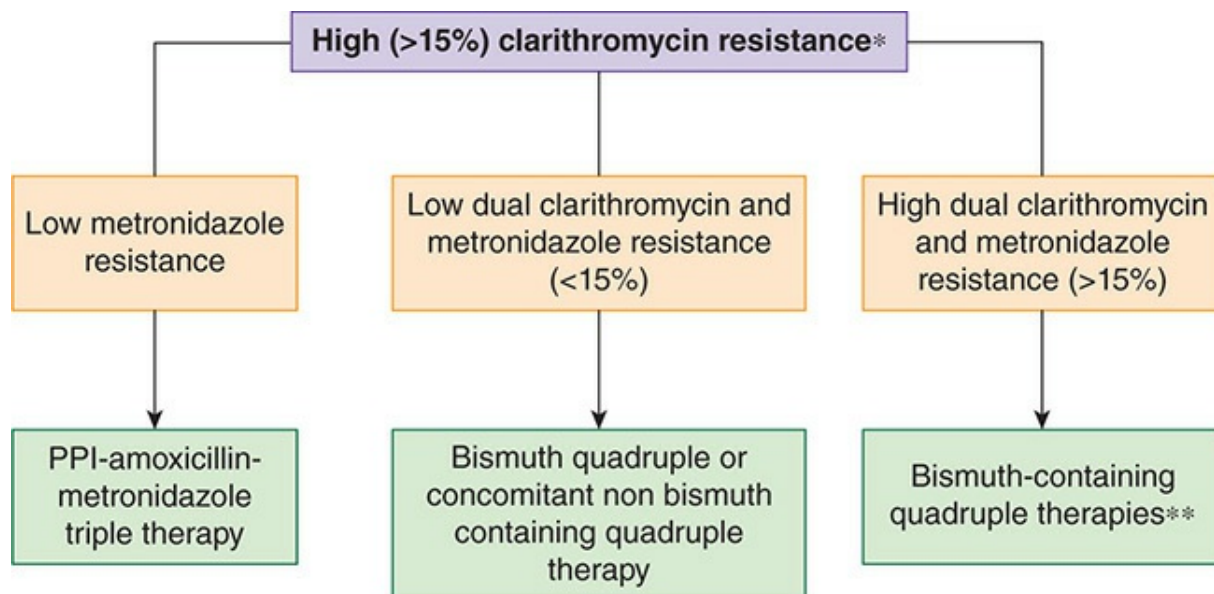 High (>15%) clarithromycin resistance*
Low metronidazole
resistance
Low dual clarithromycin and
metronidazole resistance
(<15%)
High dual clarithromycin
and metronidazole
resistance (>15%)
PPI-amoxicillin-
metronidazole
triple therapy
Bismuth quadruple or
concomitant non bismuth
containing quadruple
therapy
Bismuth-containing
quadruple therapies**